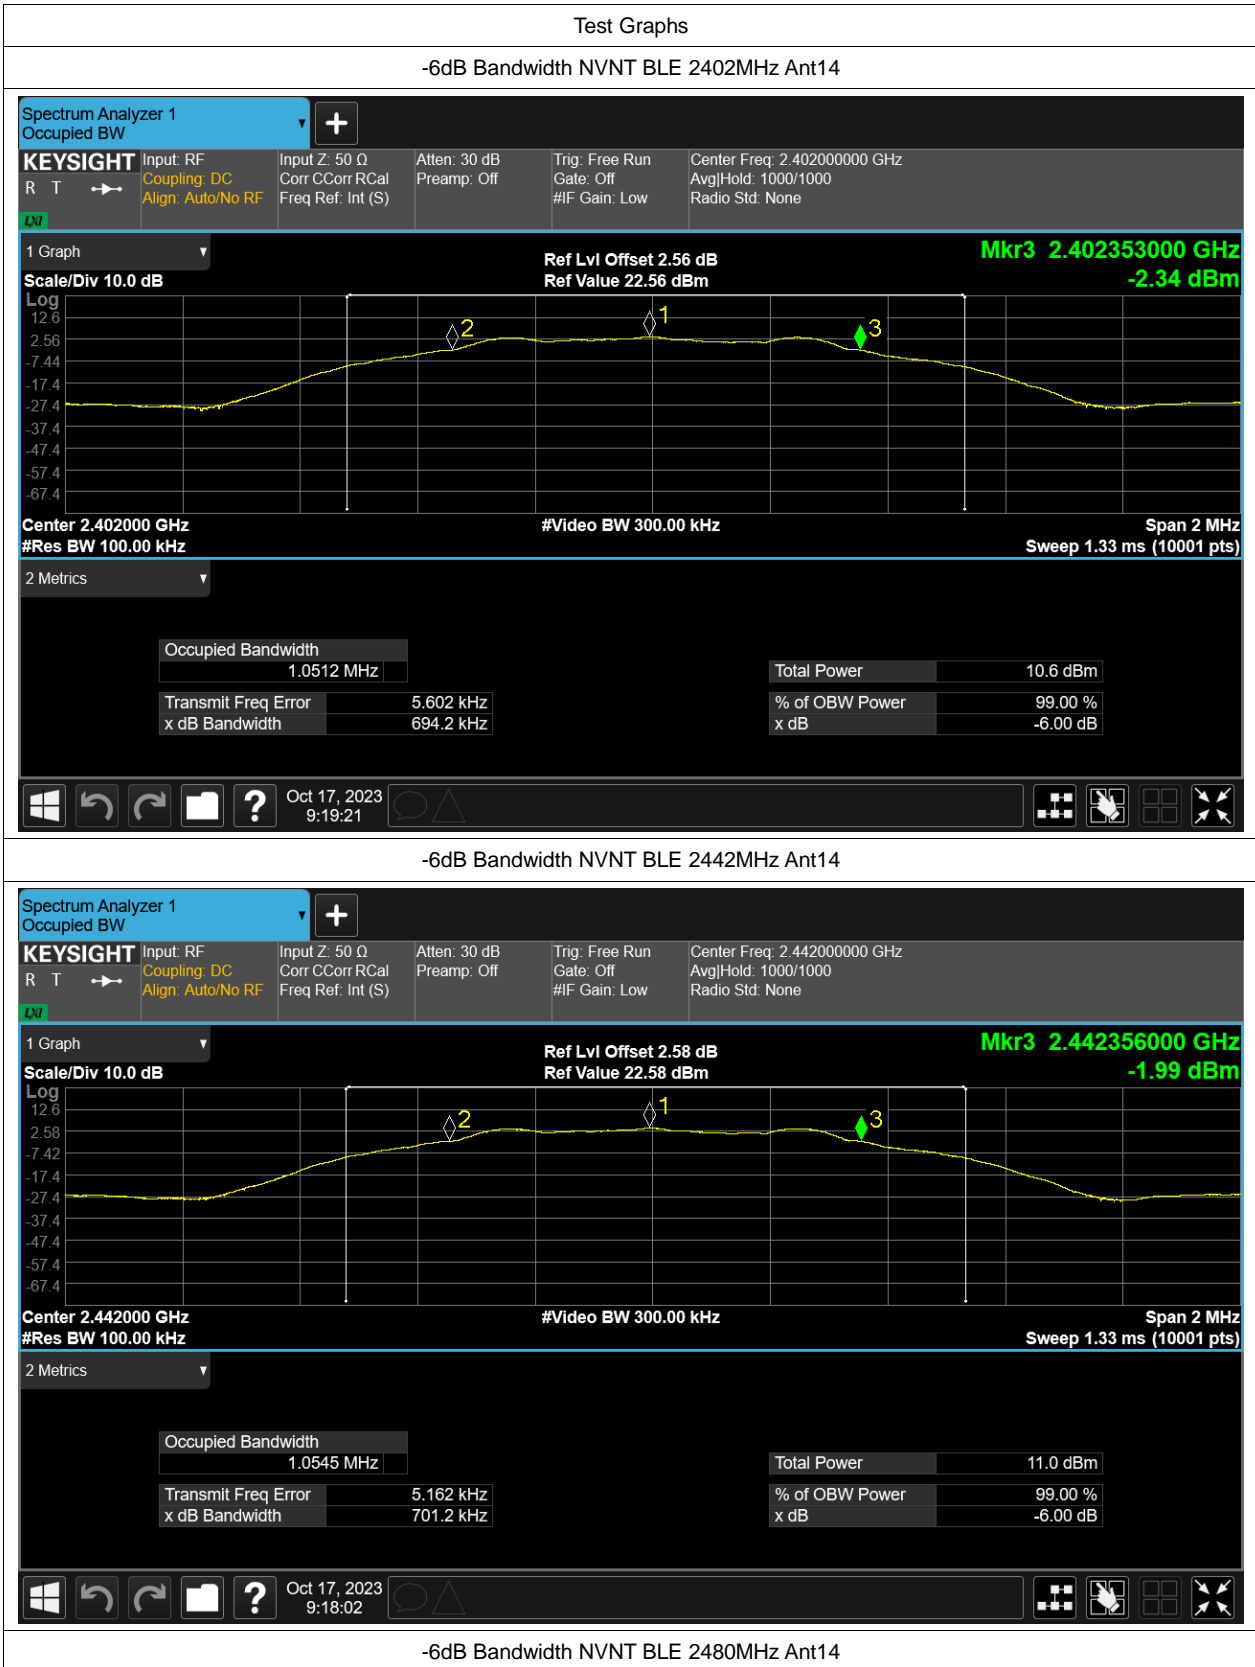 Test Graphs
-6dB Bandwidth NVNT BLE 2402MHz Ant14
Spectrum Analyzer 1
Occupied BW
KEYSIGHT Input: RF Input Z: 50 Ω Atten: 30 dB Trig: Free Run Center Freq: 2.402000000 GHz
R T Coupling: DC Corr CCorr RCal Preamp: Off Gate: Off Avg|Hold: 1000/1000
Align: Auto/No RF Freq Ref: Int (S) #IF Gain: Low Radio Std: None
LXI
1 Graph Ref Lvl Offset 2.56 dB Mkr3 2.402353000 GHz
Scale/Div 10.0 dB Ref Value 22.56 dBm -2.34 dBm
Log
12.6
2.56
-7.44
-17.4
-27.4
-37.4
-47.4
-57.4
-67.4
2 1 3
Center 2.402000 GHz #Video BW 300.00 kHz Span 2 MHz
#Res BW 100.00 kHz Sweep 1.33 ms (10001 pts)
2 Metrics
Occupied Bandwidth
1.0512 MHz Total Power 10.6 dBm
Transmit Freq Error 5.602 kHz % of OBW Power 99.00 %
x dB Bandwidth 694.2 kHz x dB -6.00 dB
? Oct 17, 2023
9:19:21
-6dB Bandwidth NVNT BLE 2442MHz Ant14
Spectrum Analyzer 1
Occupied BW
KEYSIGHT Input: RF Input Z: 50 Ω Atten: 30 dB Trig: Free Run Center Freq: 2.442000000 GHz
R T Coupling: DC Corr CCorr RCal Preamp: Off Gate: Off Avg|Hold: 1000/1000
Align: Auto/No RF Freq Ref: Int (S) #IF Gain: Low Radio Std: None
LXI
1 Graph Ref Lvl Offset 2.58 dB Mkr3 2.442356000 GHz
Scale/Div 10.0 dB Ref Value 22.58 dBm -1.99 dBm
Log
12.6
2.58
-7.42
-17.4
-27.4
-37.4
-47.4
-57.4
-67.4
2 1 3
Center 2.442000 GHz #Video BW 300.00 kHz Span 2 MHz
#Res BW 100.00 kHz Sweep 1.33 ms (10001 pts)
2 Metrics
Occupied Bandwidth
1.0545 MHz Total Power 11.0 dBm
Transmit Freq Error 5.162 kHz % of OBW Power 99.00 %
x dB Bandwidth 701.2 kHz x dB -6.00 dB
? Oct 17, 2023
9:18:02
-6dB Bandwidth NVNT BLE 2480MHz Ant14